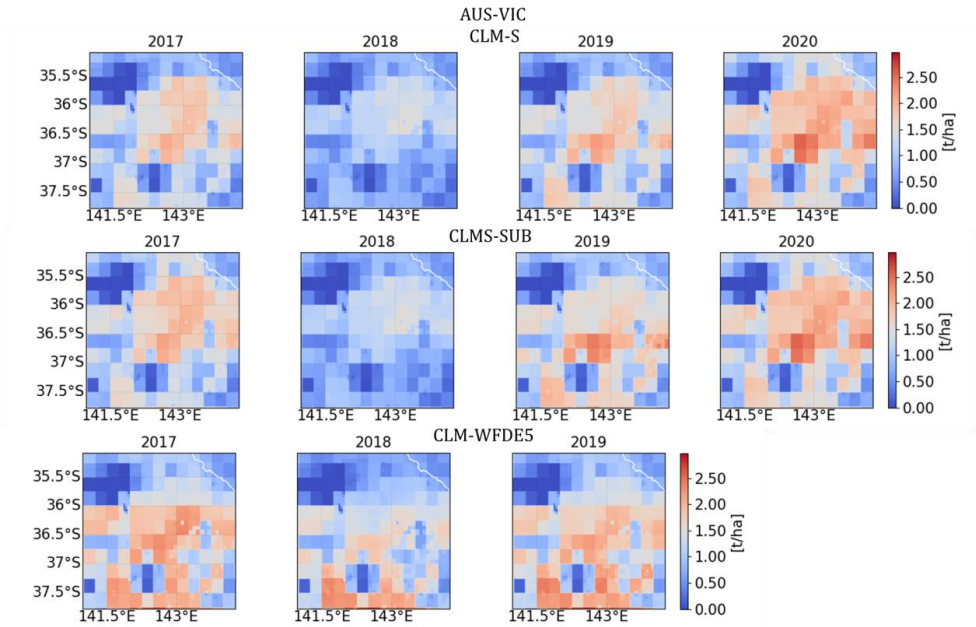 AUS-VIC
CLM-S
2017 2018 2019 2020
35.5°S
36°S
36.5°S
37°S
37.5°S
2.50
2.00
1.50
1.00
0.50
0.00
[t/ha]
141.5°E 143°E 141.5°E 143°E 141.5°E 143°E 141.5°E 143°E
CLMS-SUB
2017 2018 2019 2020
35.5°S
36°S
36.5°S
37°S
37.5°S
2.50
2.00
1.50
1.00
0.50
0.00
[t/ha]
141.5°E 143°E 141.5°E 143°E 141.5°E 143°E 141.5°E 143°E
CLM-WFDE5
2017 2018 2019
35.5°S
36°S
36.5°S
37°S
37.5°S
2.50
2.00
1.50
1.00
0.50
0.00
[t/ha]
141.5°E 143°E 141.5°E 143°E 141.5°E 143°E